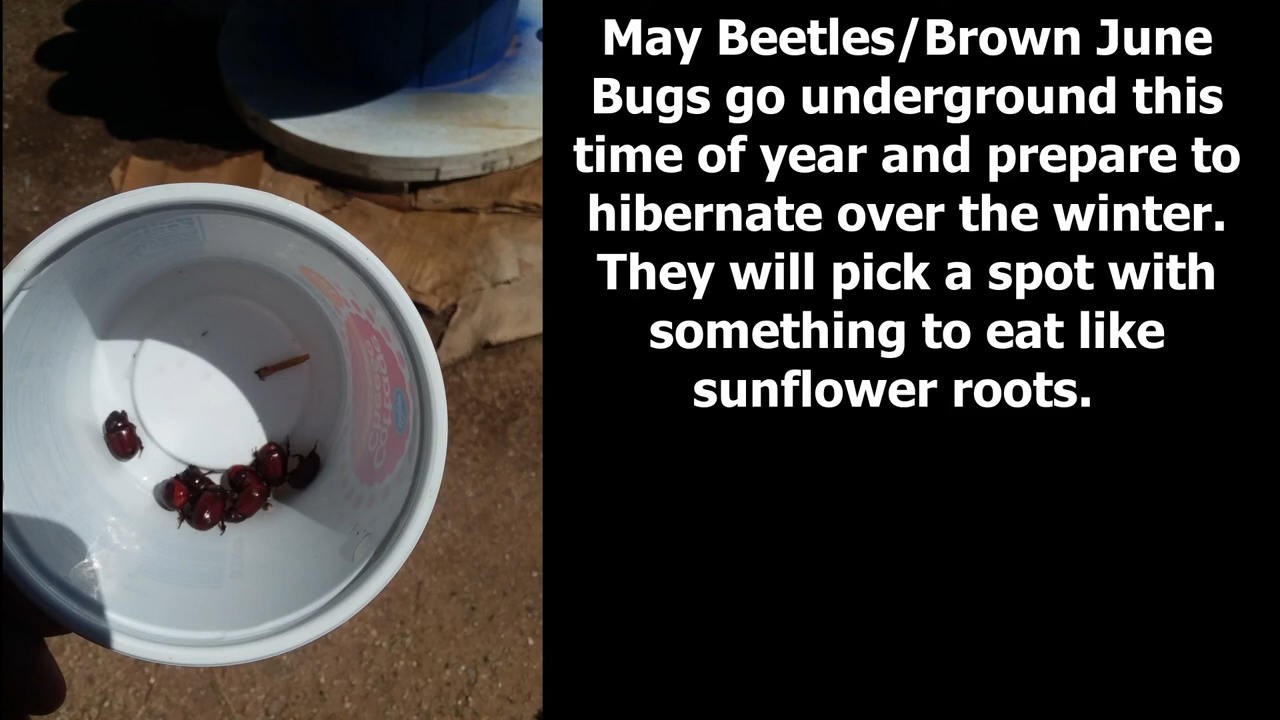 May Beetles/Brown June
Bugs go underground this
time of year and prepare to
hibernate over the winter.
They will pick a spot with
something to eat like
sunflower roots.